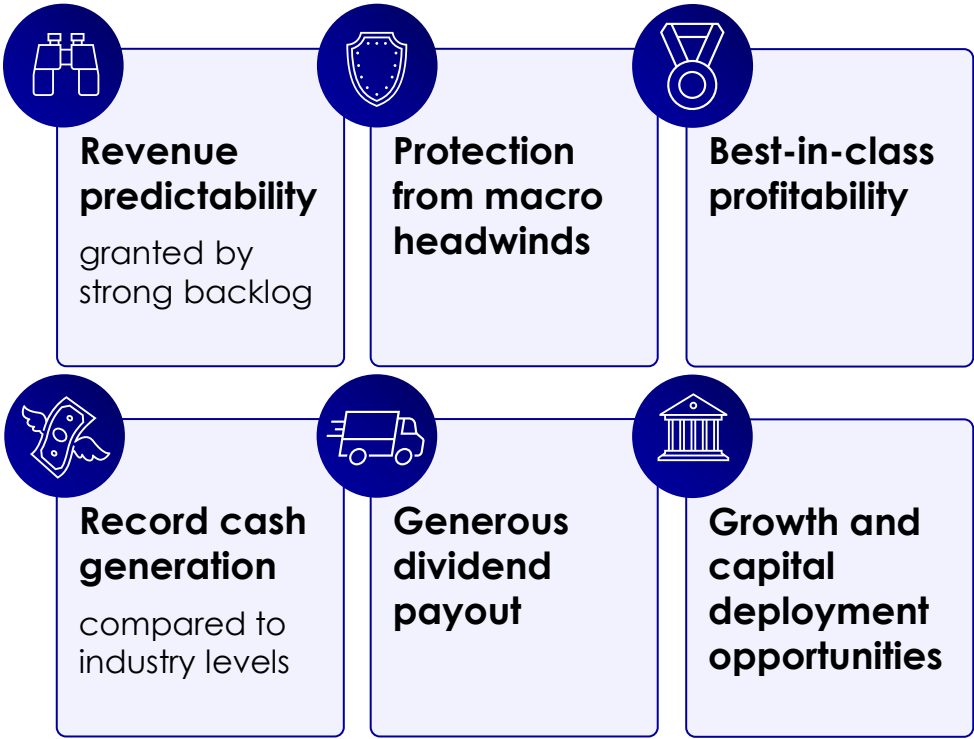 Revenue
predictability
granted by
strong backlog
Protection
from macro
headwinds
Best-in-class
profitability
Record cash
generation
compared to
industry levels
Generous
dividend
payout
Growth and
capital
deployment
opportunities